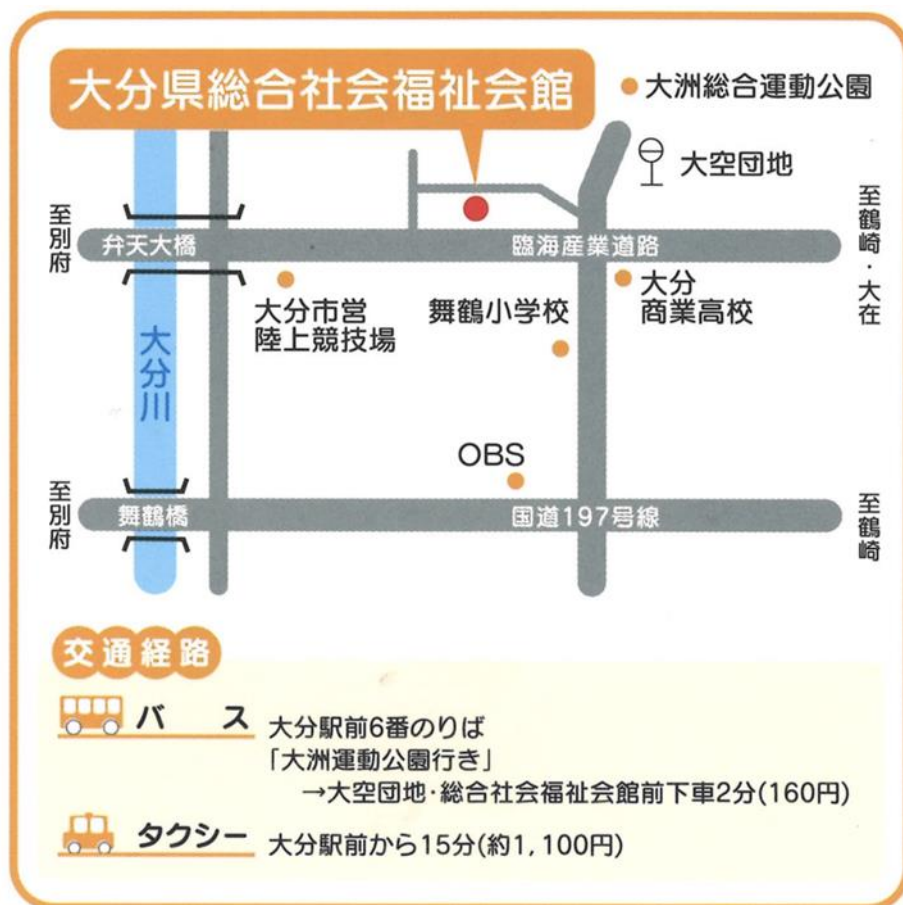 大分県総合社会福祉会館
大洲総合運動公園
大空団地
至別府
弁天大橋
臨海産業道路
至鶴崎・大在
大分市営
陸上競技場
舞鶴小学校
大分
商業高校
大分川
OBS
至別府
舞鶴橋
国道197号線
至鶴崎
交通経路
バス
大分駅前6番のりば
「大洲運動公園行き」
→大空団地・総合社会福祉会館前下車2分(160円)
タクシー
大分駅前から15分(約1,100円)